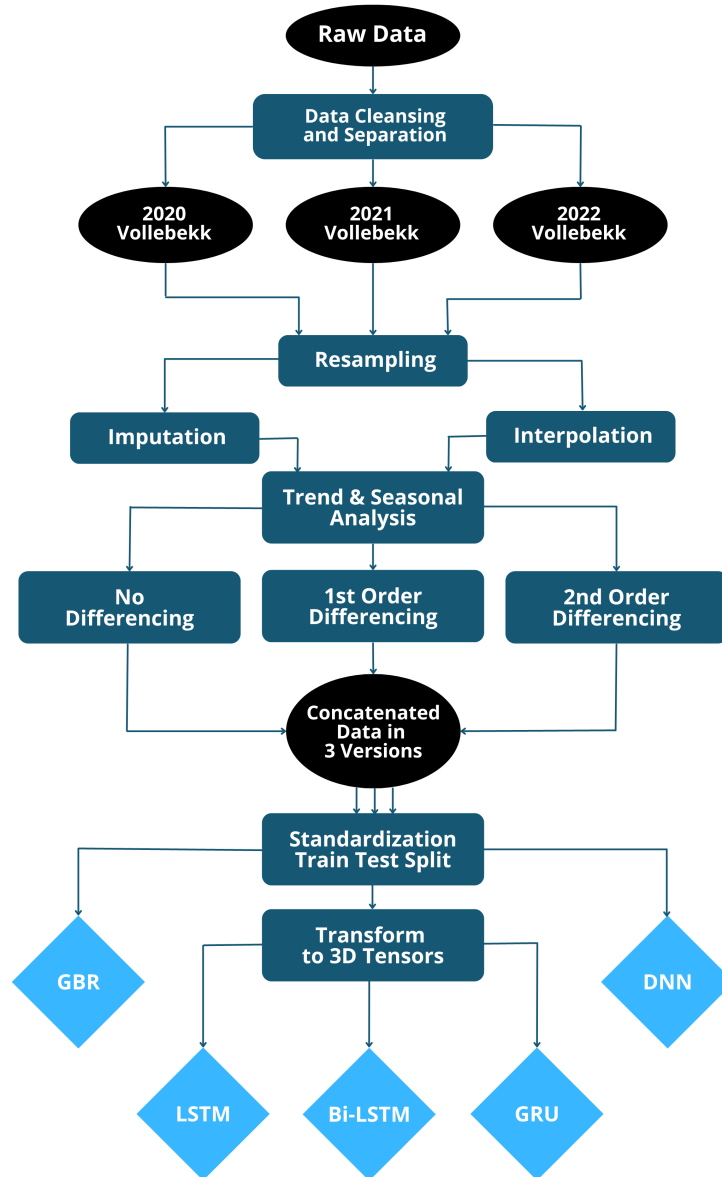 Raw Data
Data Cleansing
and Separation
2020
Vollebekk
2021
Vollebekk
2022
Vollebekk
Resampling
Imputation
Interpolation
Trend & Seasonal
Analysis
No
Differencing
1st Order
Differencing
2nd Order
Differencing
Concatenated
Data in
3 Versions
Standardization
Train Test Split
Transform
to 3D Tensors
GBR
DNN
LSTM
Bi-LSTM
GRU